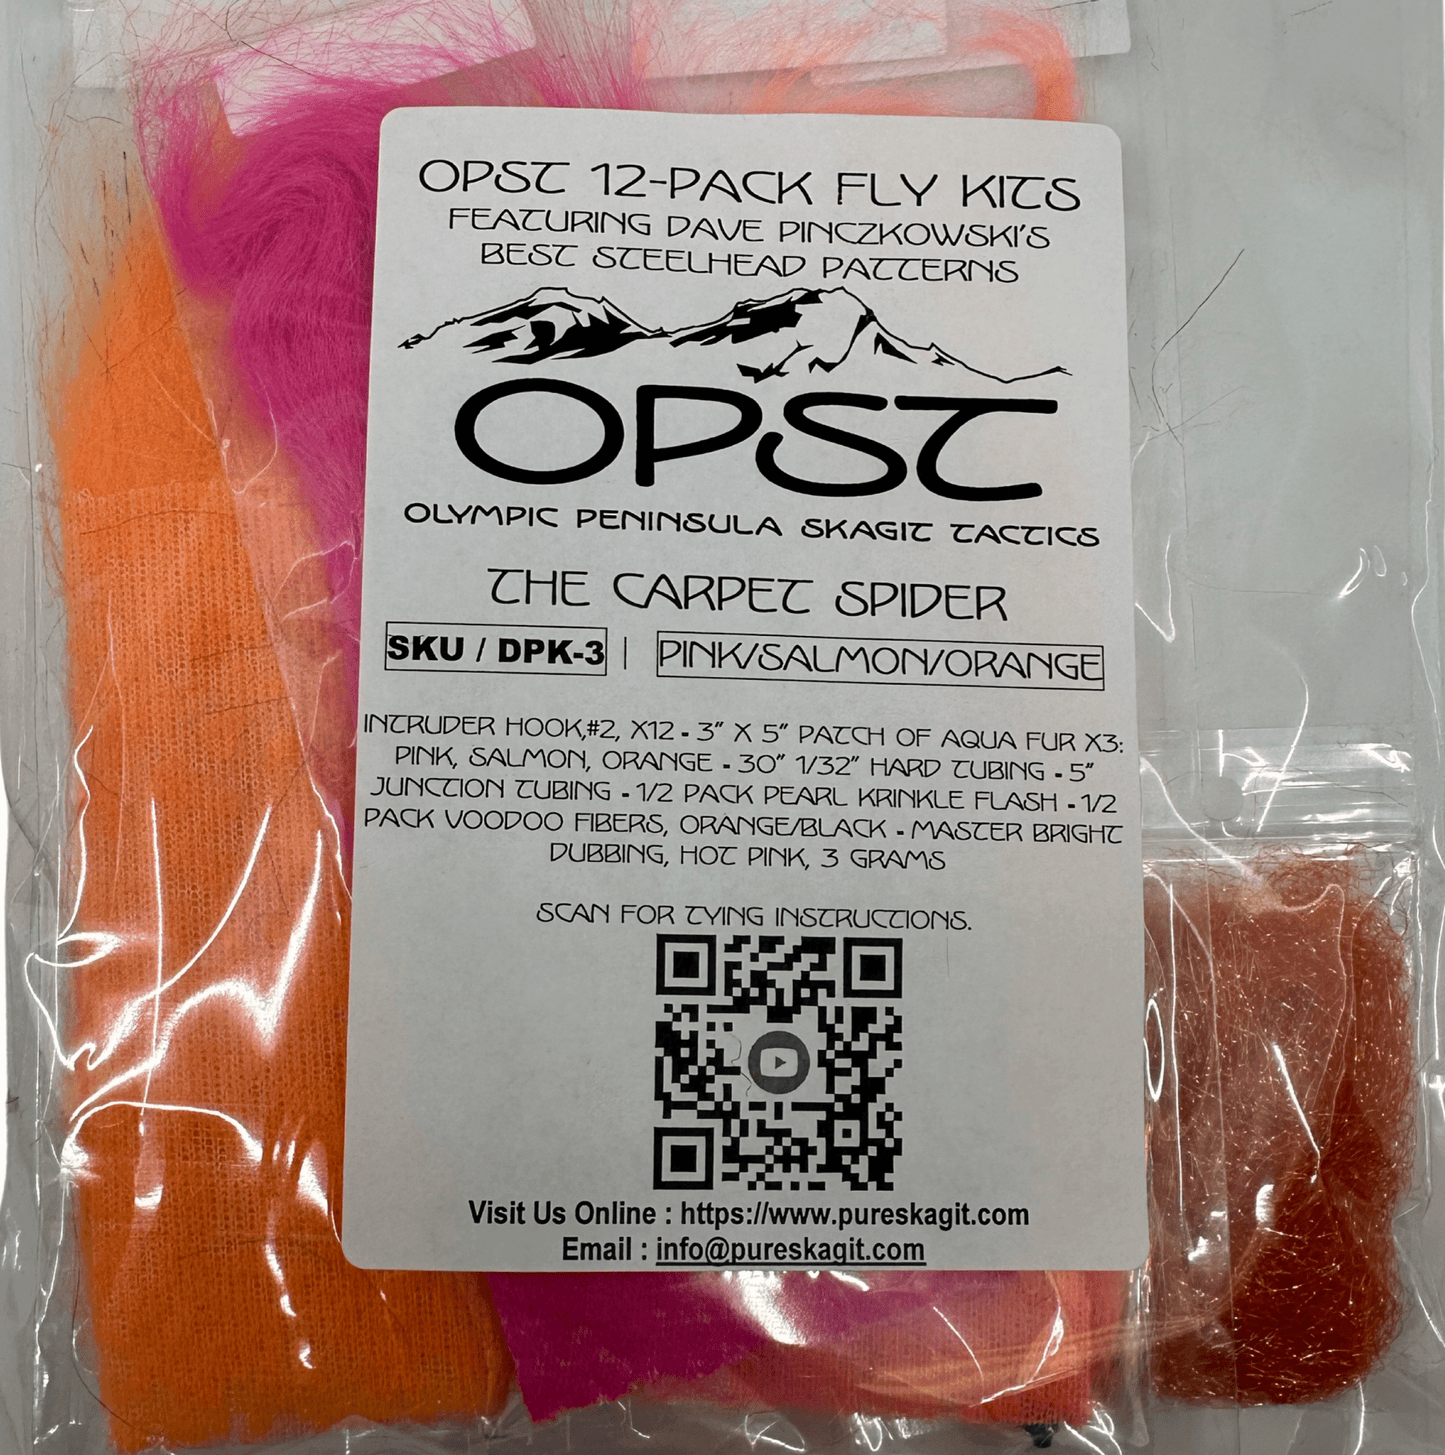 OPST 12-PACK FLY KITS
FEATURING DAVE PINCZKOWSKI'S
BEST STEELHEAD PATTERNS
OPST
OLYMPIC PENINSULA SKAGIT TACTICS
THE CARPET SPIDER
SKU / DPK-3 | PINK/SALMON/ORANGE
INTRUDER HOOK,#2, X12 - 3" X 5" PATCH OF AQUA FUR X3:
PINK, SALMON, ORANGE - 30" 1/32" HARD TUBING - 5"
JUNCTION TUBING - 1/2 PACK PEARL KRINKLE FLASH - 1/2
PACK VOODOO FIBERS, ORANGE/BLACK - MASTER BRIGHT
DUBBING, HOT PINK, 3 GRAMS
SCAN FOR TYING INSTRUCTIONS.
Visit Us Online : https://www.pureskagit.com
Email : info@pureskagit.com